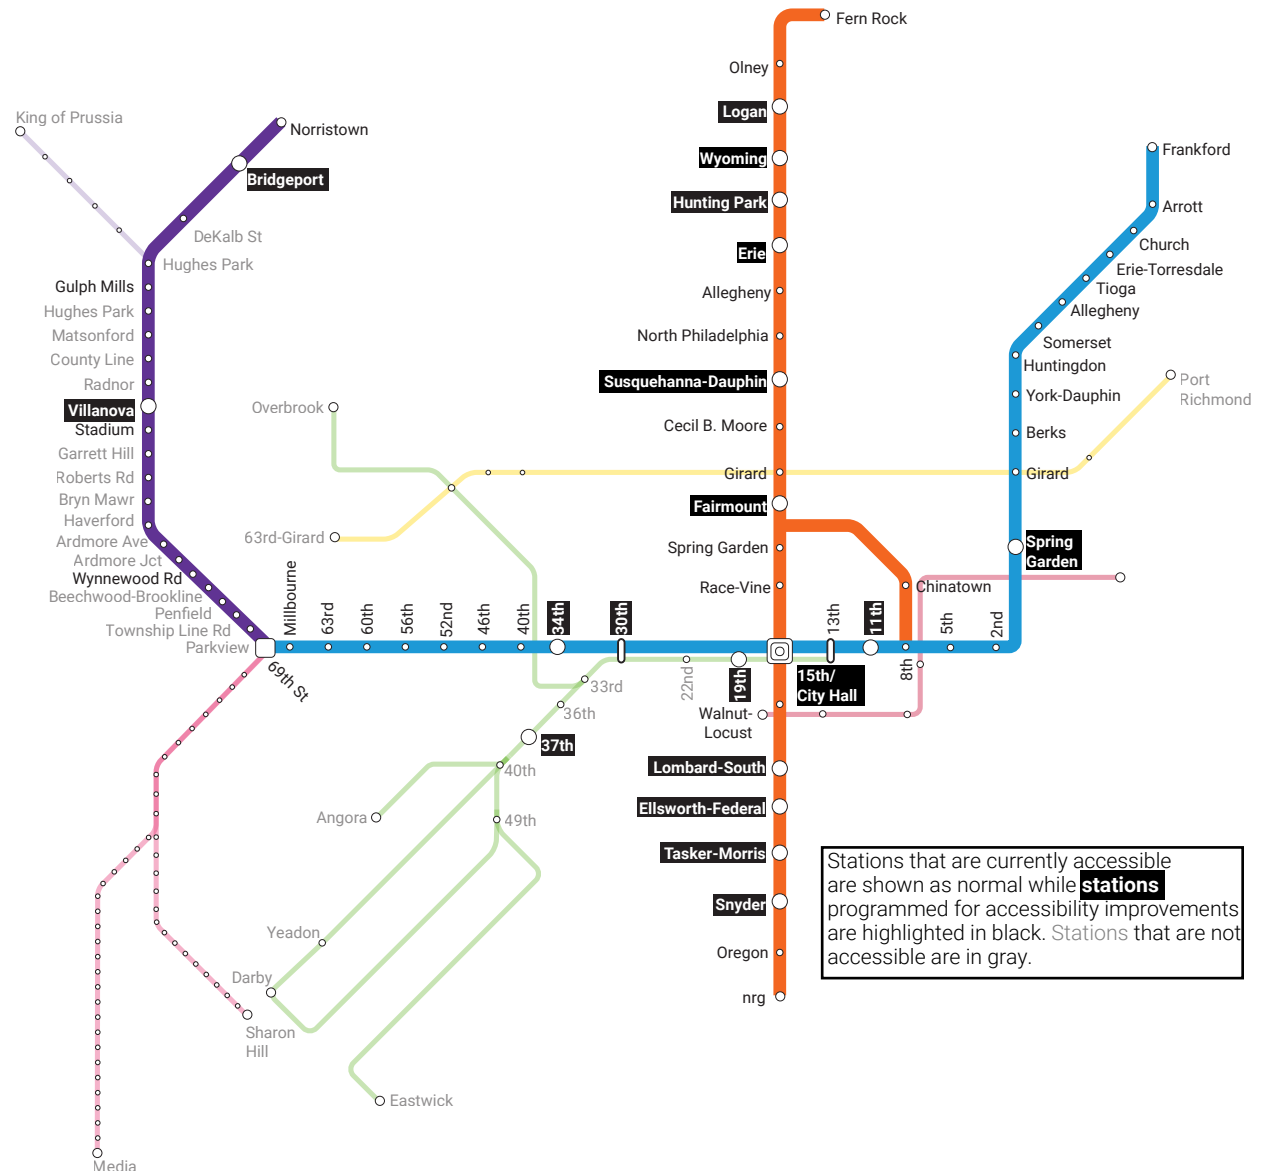 Fern Rock
Olney
Logan
Wyoming
Hunting Park
Erie
Allegheny
North Philadelphia
Susquehanna-Dauphin
Cecil B. Moore
Girard
Fairmount
Spring Garden
Race-Vine
Chinatown
15th/
City Hall
Walnut-
Locust
Lombard-South
Ellsworth-Federal
Tasker-Morris
Snyder
Oregon
nrg
King of Prussia
Norristown
Bridgeport
DeKalb St
Hughes Park
Gulph Mills
Hughes Park
Matsonford
County Line
Radnor
Villanova
Stadium
Garrett Hill
Roberts Rd
Bryn Mawr
Haverford
Ardmore Ave
Ardmore Jct
Wynnewood Rd
Beechwood-Brookline
Penfield
Township Line Rd
Parkview
69th St
Millbourne
63rd
60th
56th
52nd
46th
40th
34th
30th
13th
11th
8th
5th
2nd
Spring
Garden
Girard
Berks
York-Dauphin
Huntingdon
Somerset
Allegheny
Tioga
Erie-Torresdale
Church
Arrott
Frankford
Port
Richmond
63rd-Girard
Overbrook
19th
22nd
33rd
36th
37th
40th
49th
Angora
Yeadon
Darby
Eastwick
Sharon
Hill
Media
Stations that are currently accessible
are shown as normal while stations
programmed for accessibility improvements
are highlighted in black. Stations that are not
accessible are in gray.